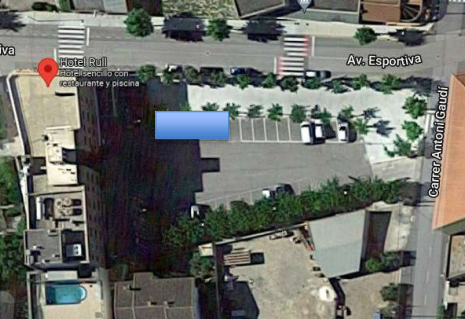 iva
Hotel Rull
Hotel sencillo con
restaurante y piscina
Av. Esportiva
Carrer Antoni Gaudí